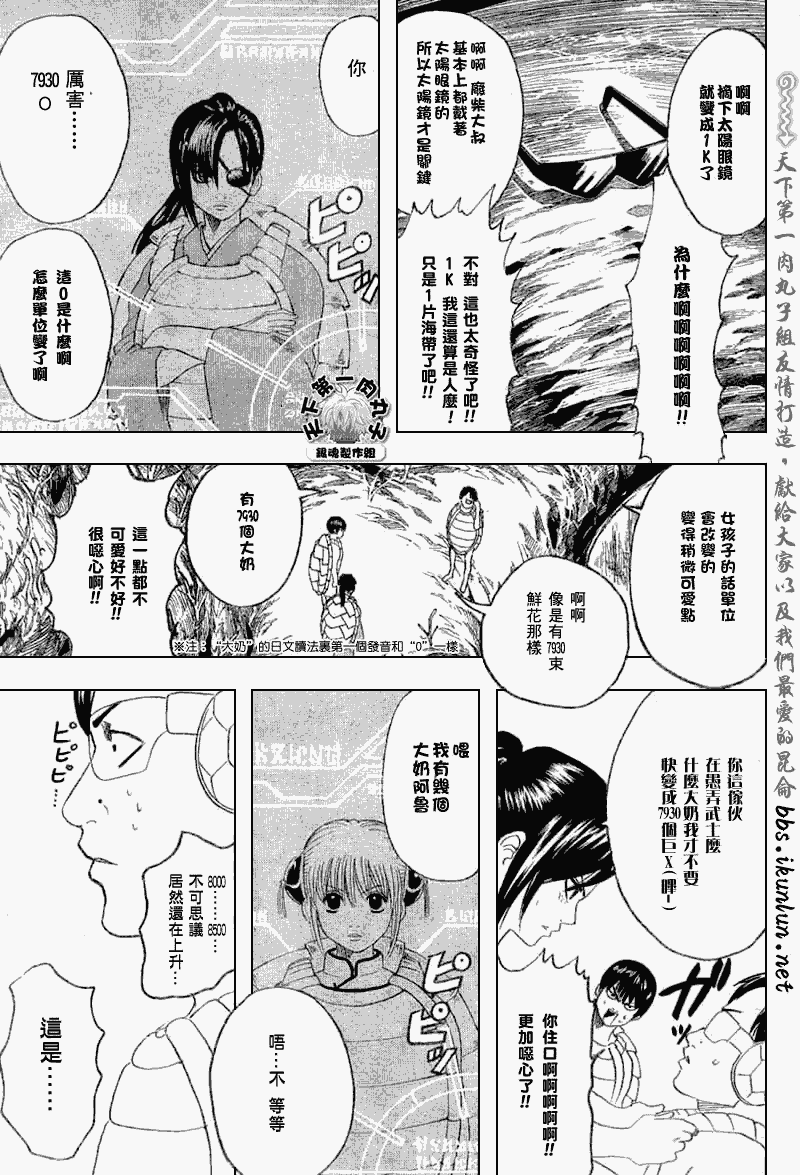 啊啊
摘下太陽眼鏡
就變成1K了
啊啊 麻柴大叔
基本上都戴著
太陽眼鏡的
所以太陽鏡才是關鍵
為什麼啊啊啊啊啊啊!!
不對 這也太奇怪了吧!!
1K 我這還算是人麼!
只是1片海帶了吧!!
你
厲害……
7930
O
這O是什麼啊
怎麼單位變了啊
ピピピッ
天下第一肉丸子
銀魂製作組
女孩子的話單位
會改變的
變得稍微可愛點
啊啊
像是有7930束
鮮花那樣
有
7930
個大奶
這一點都不
可愛好不好!!
很噁心啊!!
※注：“大奶”的日文讀法裏第一個發音和“O”一樣
你這傢伙
在愚弄武士麼
什麼大奶我才不要
快變成7930個巨X(嗶-)
你住口啊啊啊啊啊!!
更加噁心了!!
喂
我有幾個
大奶阿魯
ピピッ
唔…不 等等
ピピピ
8000……8500……
不可思議
居然還在上升…
這是……
天下第一肉丸子組友情打造，獻給大家以及我們最愛的昆侖
bbs.ikunlun.net